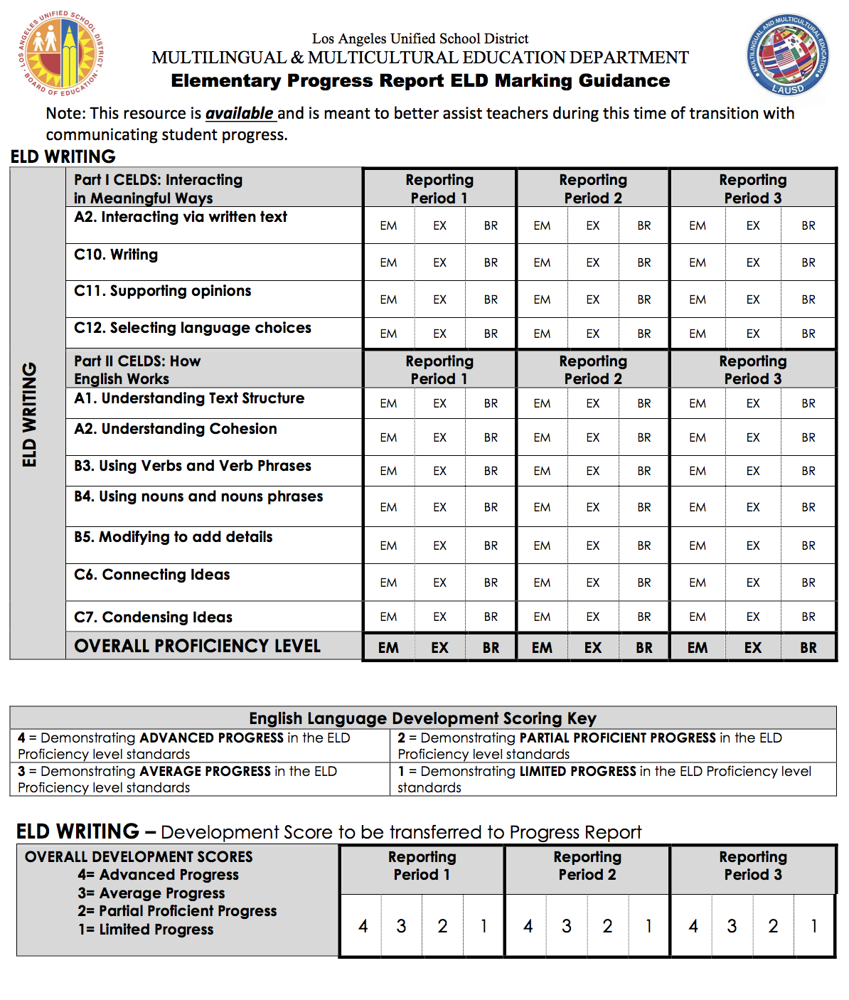 LOS ANGELES UNIFIED SCHOOL DISTRICT
BOARD OF EDUCATION
MULTILINGUAL AND MULTICULTURAL EDUCATION
LAUSD
Los Angeles Unified School District
MULTILINGUAL & MULTICULTURAL EDUCATION DEPARTMENT
Elementary Progress Report ELD Marking Guidance
Note: This resource is available and is meant to better assist teachers during this time of transition with
communicating student progress.
ELD WRITING
ELD WRITING
Part I CELDS: Interacting
in Meaningful Ways
Reporting
Period 1
Reporting
Period 2
Reporting
Period 3
A2. Interacting via written text
EM EX BR EM EX BR EM EX BR
C10. Writing
EM EX BR EM EX BR EM EX BR
C11. Supporting opinions
EM EX BR EM EX BR EM EX BR
C12. Selecting language choices
EM EX BR EM EX BR EM EX BR
Part II CELDS: How
English Works
Reporting
Period 1
Reporting
Period 2
Reporting
Period 3
A1. Understanding Text Structure
EM EX BR EM EX BR EM EX BR
A2. Understanding Cohesion
EM EX BR EM EX BR EM EX BR
B3. Using Verbs and Verb Phrases
EM EX BR EM EX BR EM EX BR
B4. Using nouns and nouns phrases
EM EX BR EM EX BR EM EX BR
B5. Modifying to add details
EM EX BR EM EX BR EM EX BR
C6. Connecting Ideas
EM EX BR EM EX BR EM EX BR
C7. Condensing Ideas
EM EX BR EM EX BR EM EX BR
OVERALL PROFICIENCY LEVEL
EM EX BR EM EX BR EM EX BR
English Language Development Scoring Key
4 = Demonstrating ADVANCED PROGRESS in the ELD
Proficiency level standards
2 = Demonstrating PARTIAL PROFICIENT PROGRESS in the ELD
Proficiency level standards
3 = Demonstrating AVERAGE PROGRESS in the ELD
Proficiency level standards
1 = Demonstrating LIMITED PROGRESS in the ELD Proficiency level
standards
ELD WRITING – Development Score to be transferred to Progress Report
OVERALL DEVELOPMENT SCORES
4= Advanced Progress
3= Average Progress
2= Partial Proficient Progress
1= Limited Progress
Reporting
Period 1
Reporting
Period 2
Reporting
Period 3
4 3 2 1 4 3 2 1 4 3 2 1